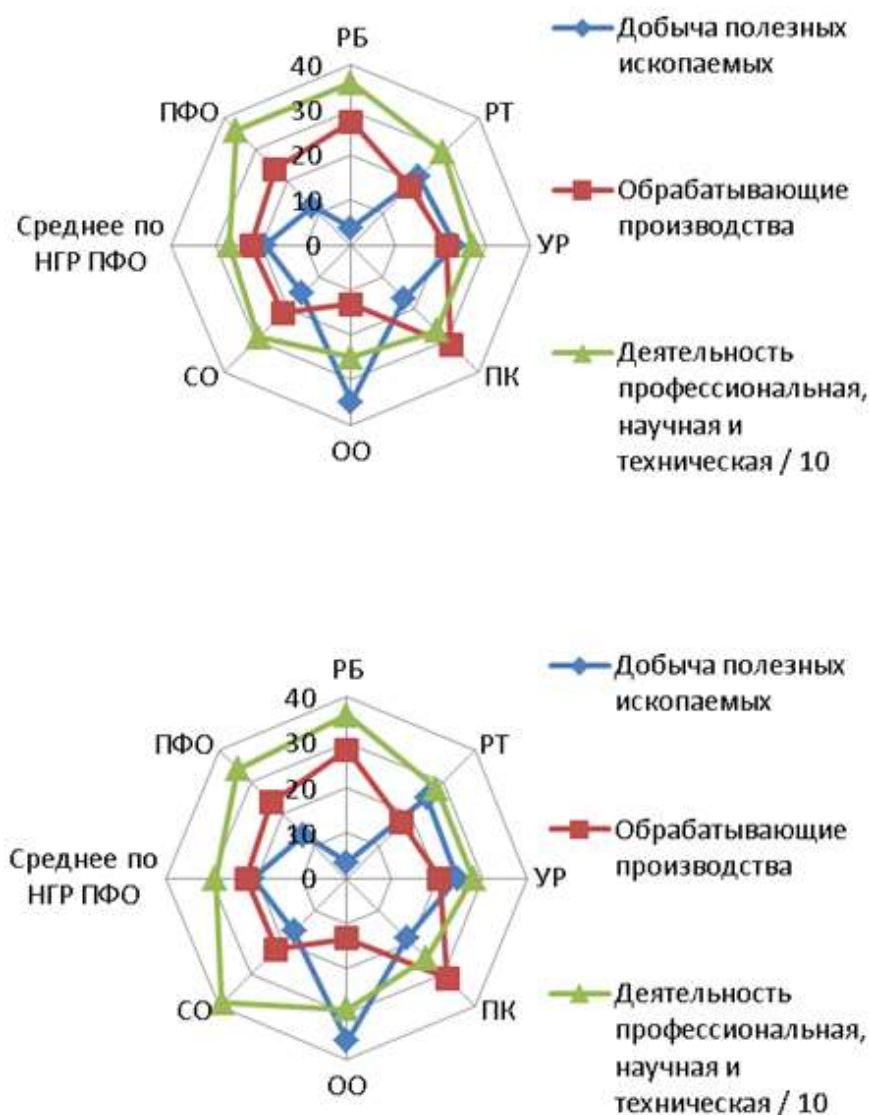 РБ
РТ
УР
ПК
ОО
СО
Среднее по
НГР ПФО
ПФО
40
30
20
10
0
Добыча полезных
ископаемых
Обрабатывающие
производства
Деятельность
профессиональная,
научная и
техническая / 10
РБ
РТ
УР
ПК
ОО
СО
Среднее по
НГР ПФО
ПФО
40
30
20
10
0
Добыча полезных
ископаемых
Обрабатывающие
производства
Деятельность
профессиональная,
научная и
техническая / 10